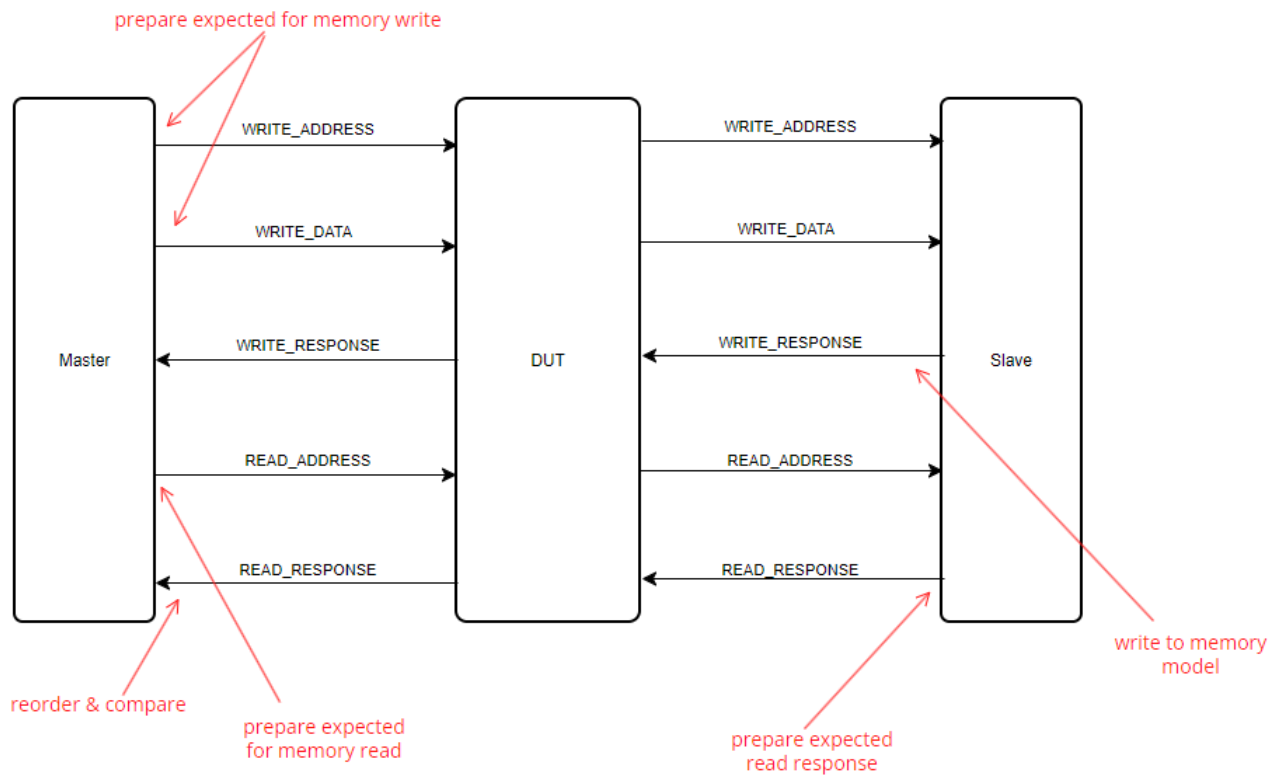 prepare expected for memory write
WRITE_ADDRESS
WRITE_ADDRESS
WRITE_DATA
WRITE_DATA
WRITE_RESPONSE
WRITE_RESPONSE
Master
DUT
Slave
READ_ADDRESS
READ_ADDRESS
READ_RESPONSE
READ_RESPONSE
write to memory
model
reorder & compare
prepare expected
for memory read
prepare expected
read response